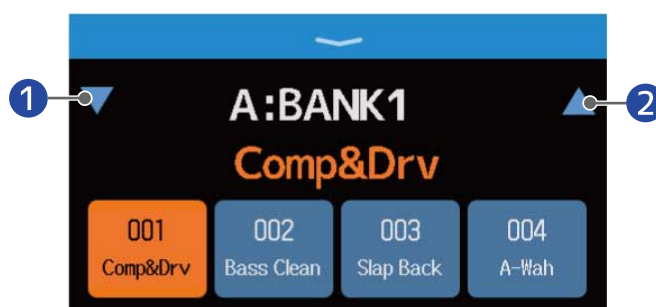 1
A:BANK1
2
Comp&Drv
001
Comp&Drv
002
Bass Clean
003
Slap Back
004
A-Wah